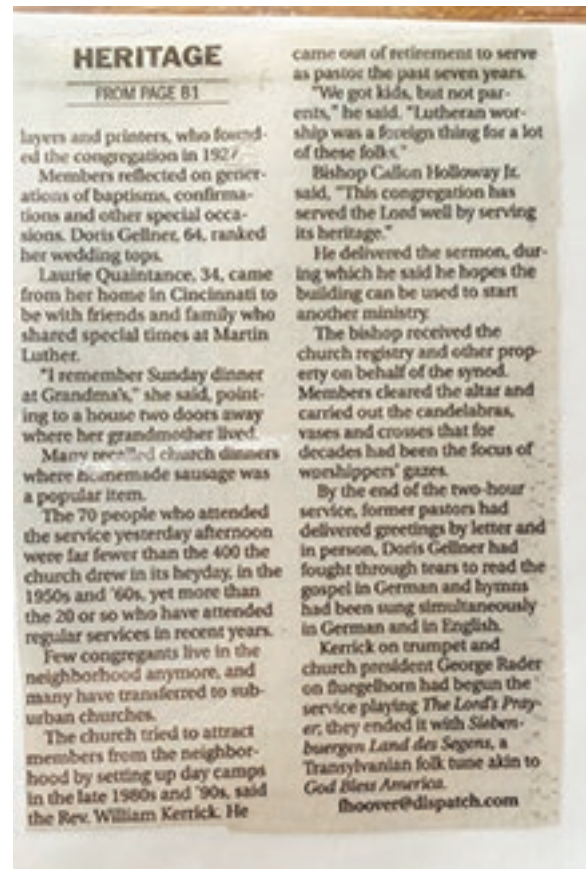 HERITAGE
FROM PAGE B1
layers and printers, who found-
ed the congregation in 1927.
Members reflected on gener-
ations of baptisms, confirma-
tions and other special occa-
sions. Doris Gellner, 64, ranked
her wedding tops.
Laurie Quaintance, 34, came
from her home in Cincinnati to
be with friends and family who
shared special times at Martin
Luther.
"I remember Sunday dinner
at Grandma's," she said, point-
ing to a house two doors away
where her grandmother lived.
Many recalled church dinners
where homemade sausage was
a popular item.
The 70 people who attended
the service yesterday afternoon
were far fewer than the 400 the
church drew in its heyday, in the
1950s and '60s, yet more than
the 20 or so who have attended
regular services in recent years.
Few congregants live in the
neighborhood anymore, and
many have transferred to sub-
urban churches.
The church tried to attract
members from the neighbor-
hood by setting up day camps
in the late 1980s and '90s, said
the Rev. William Kerrick. He
came out of retirement to serve
as pastor the past seven years.
"We got kids, but not par-
ents," he said. "Lutheran wor-
ship was a foreign thing for a lot
of these folks."
Bishop Callon Holloway Jr.
said, "This congregation has
served the Lord well by serving
its heritage."
He delivered the sermon, dur-
ing which he said he hopes the
building can be used to start
another ministry.
The bishop received the
church registry and other prop-
erty on behalf of the synod.
Members cleared the altar and
carried out the candelabras,
vases and crosses that for
decades had been the focus of
worshippers' gazes.
By the end of the two-hour
service, former pastors had
delivered greetings by letter and
in person, Doris Gellner had
fought through tears to read the
gospel in German and hymns
had been sung simultaneously
in German and in English.
Kerrick on trumpet and
church president George Rader
on fluegelhorn had begun the
service playing The Lord's Pray-
er; they ended it with Sieben-
buergen Land des Segens, a
Transylvanian folk tune akin to
God Bless America.
fhoover@dispatch.com